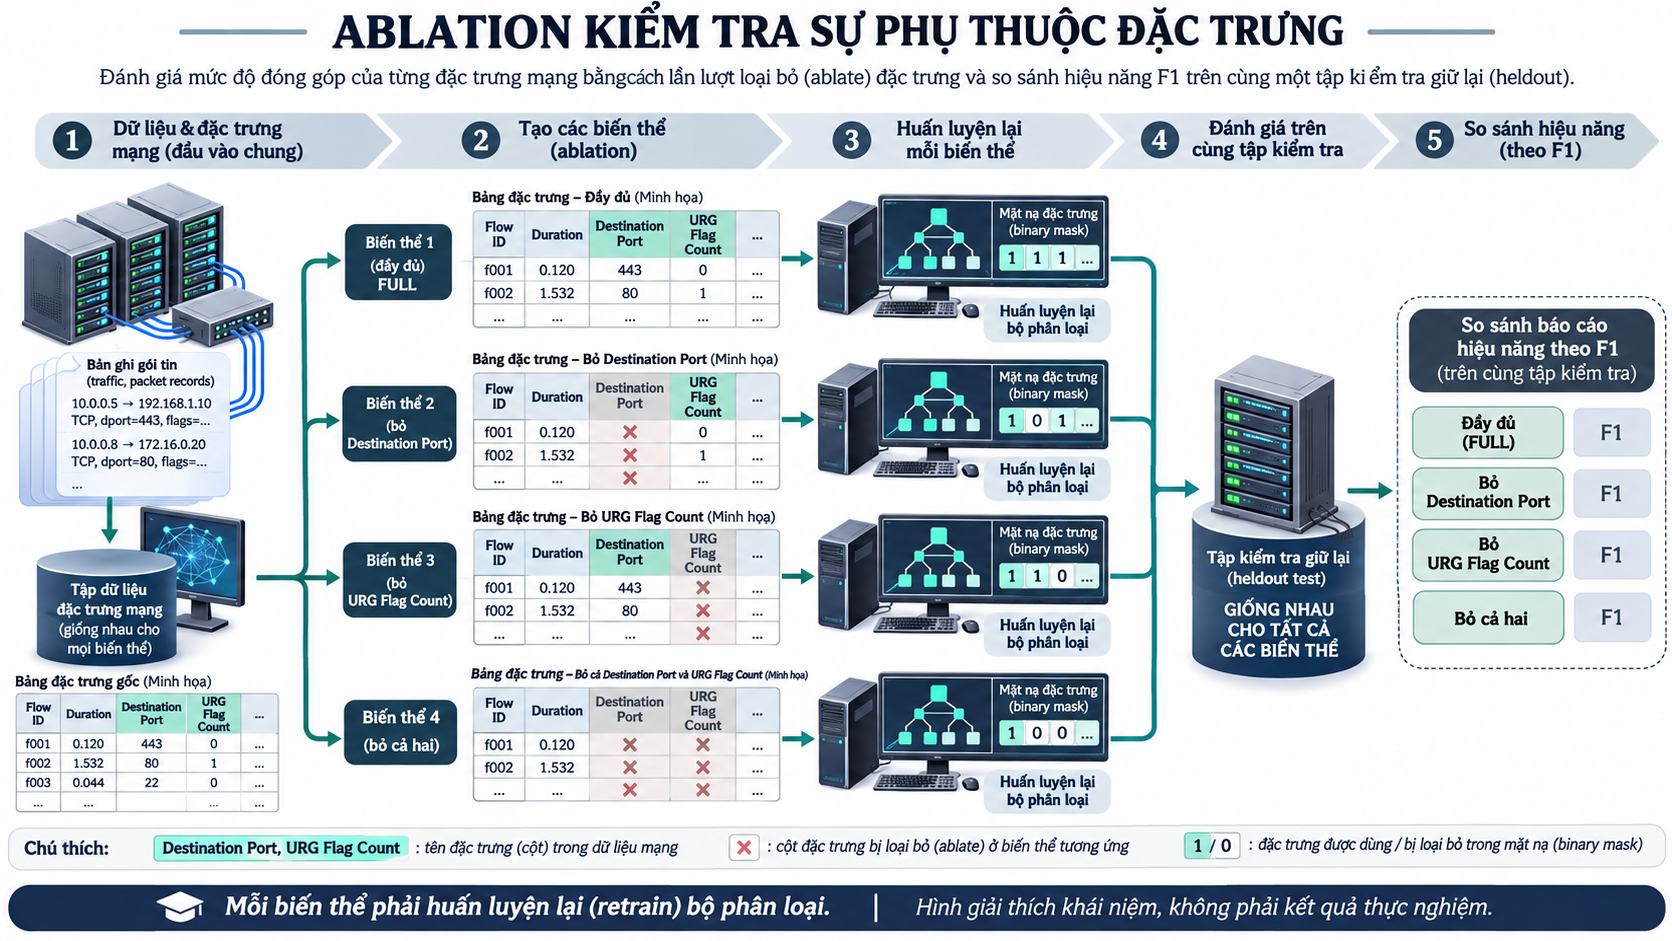 ABLATION KIỂM TRA SỰ PHỤ THUỘC ĐẶC TRƯNG
Đánh giá mức độ đóng góp của từng đặc trưng mạng bằngcách lần lượt loại bỏ (ablate) đặc trưng và so sánh hiệu năng F1 trên cùng một tập kiểm tra giữ lại (heldout).
1 Dữ liệu & đặc trưng
mạng (đầu vào chung)
2 Tạo các biến thể
(ablation)
3 Huấn luyện lại
mỗi biến thể
4 Đánh giá trên
cùng tập kiểm tra
5 So sánh hiệu năng
(theo F1)
Bản ghi gói tin
(traffic, packet records)
10.0.0.5 → 192.168.1.10
TCP, dport=443, flags=...
10.0.0.8 → 172.16.0.20
TCP, dport=80, flags=...
...
Tập dữ liệu
đặc trưng mạng
(giống nhau cho
mọi biến thể)
Bảng đặc trưng gốc (Minh họa)
Flow ID Duration Destination Port URG Flag Count ...
f001 0.120 443 0 ...
f002 1.532 80 1 ...
f003 0.044 22 0 ...
... ... ... ...
Biến thể 1
(đầy đủ)
FULL
Bảng đặc trưng – Đầy đủ (Minh họa)
Flow ID Duration Destination Port URG Flag Count ...
f001 0.120 443 0 ...
f002 1.532 80 1 ...
... ... ... ... ...
Mặt nạ đặc trưng
(binary mask)
1 1 1 ...
Huấn luyện lại
bộ phân loại
Biến thể 2
(bỏ
Destination Port)
Bảng đặc trưng – Bỏ Destination Port (Minh họa)
Flow ID Duration Destination Port URG Flag Count ...
f001 0.120 ✕ 0 ...
f002 1.532 ✕ 1 ...
... ... ✕ ... ...
Mặt nạ đặc trưng
(binary mask)
1 0 1 ...
Huấn luyện lại
bộ phân loại
Biến thể 3
(bỏ
URG Flag Count)
Bảng đặc trưng – Bỏ URG Flag Count (Minh họa)
Flow ID Duration Destination Port URG Flag Count ...
f001 0.120 443 ✕ ...
f002 1.532 80 ✕ ...
... ... ... ✕ ...
Mặt nạ đặc trưng
(binary mask)
1 1 0 ...
Huấn luyện lại
bộ phân loại
Biến thể 4
(bỏ cả hai)
Bảng đặc trưng – Bỏ cả Destination Port và URG Flag Count (Minh họa)
Flow ID Duration Destination Port URG Flag Count ...
f001 0.120 ✕ ✕ ...
f002 1.532 ✕ ✕ ...
... ... ✕ ✕ ...
Mặt nạ đặc trưng
(binary mask)
1 0 0 ...
Huấn luyện lại
bộ phân loại
Tập kiểm tra giữ lại
(heldout test)
GIỐNG NHAU
CHO TẤT CẢ
CÁC BIẾN THỂ
So sánh báo cáo
hiệu năng theo F1
(trên cùng tập kiểm tra)
Đầy đủ
(FULL) F1
Bỏ
Destination Port F1
Bỏ
URG Flag Count F1
Bỏ cả hai F1
Chú thích: Destination Port, URG Flag Count : tên đặc trưng (cột) trong dữ liệu mạng ✕ : cột đặc trưng bị loại bỏ (ablate) ở biến thể tương ứng 1 / 0 : đặc trưng được dùng / bị loại bỏ trong mặt nạ (binary mask)
Mỗi biến thể phải huấn luyện lại (retrain) bộ phân loại. | Hình giải thích khái niệm, không phải kết quả thực nghiệm.